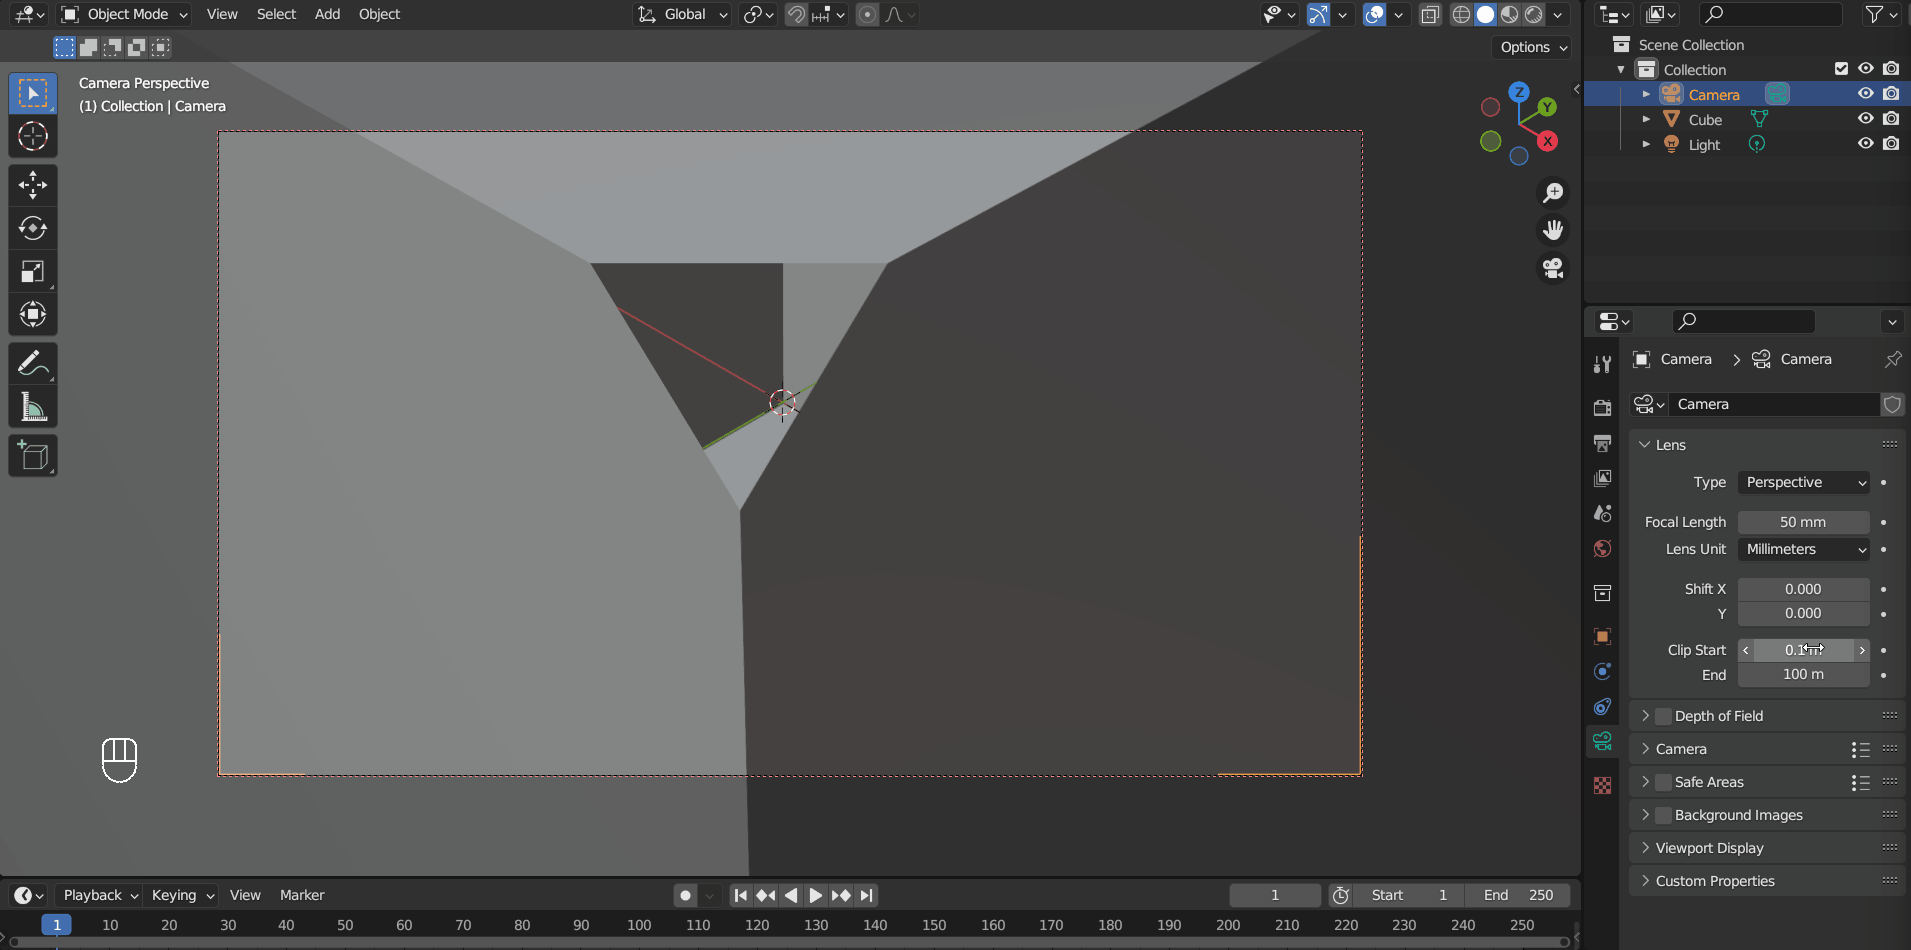 Object Mode View Select Add Object Global
Options
Camera Perspective
(1) Collection | Camera
Z
Y
X
Scene Collection
Collection
Camera
Cube
Light
Camera > Camera
Camera
Lens
Type Perspective
Focal Length 50 mm
Lens Unit Millimeters
Shift X 0.000
Y 0.000
Clip Start
End 100 m
Depth of Field
Camera
Safe Areas
Background Images
Viewport Display
Custom Properties
Playback Keying View Marker 1 Start 1 End 250
1 10 20 30 40 50 60 70 80 90 100 110 120 130 140 150 160 170 180 190 200 210 220 230 240 250